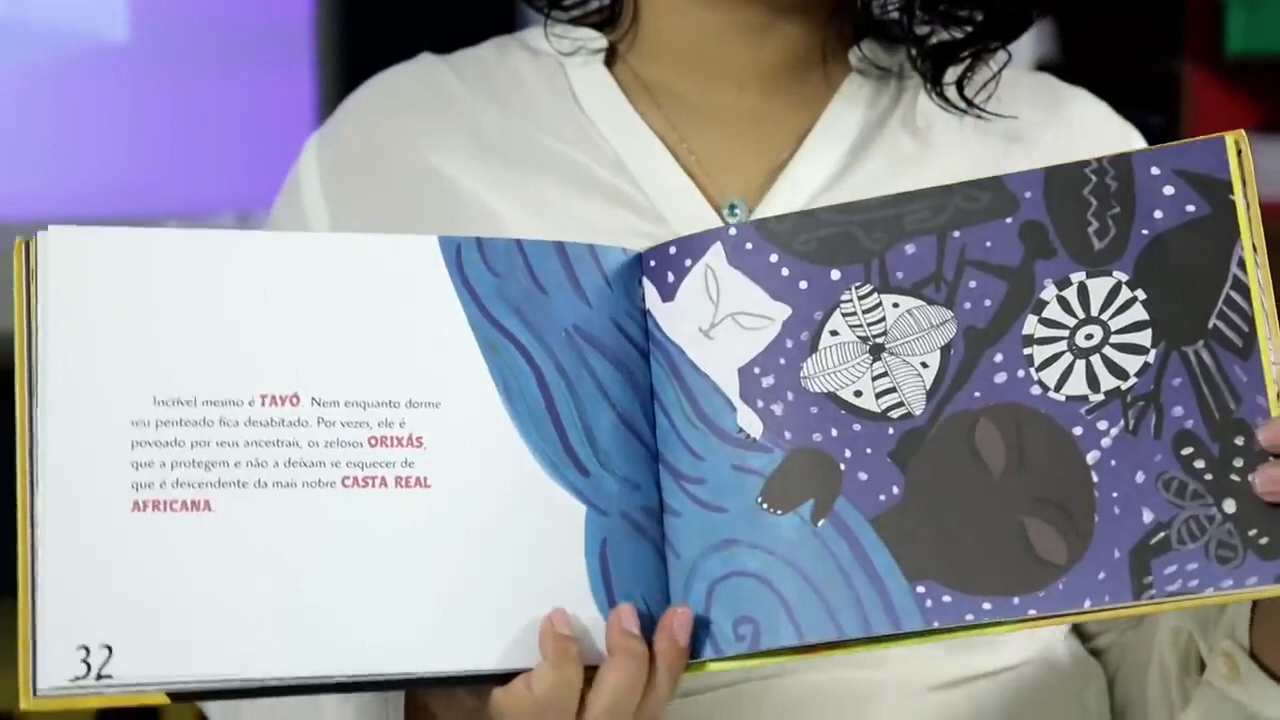 Incrível mesmo é TAYÓ. Nem enquanto dorme
seu penteado fica desabitado. Por vezes, ele é
povoado por seus ancestrais, os zelosos ORIXÁS,
que a protegem e não a deixam se esquecer de
que é descendente da mais nobre CASTA REAL
AFRICANA.
32